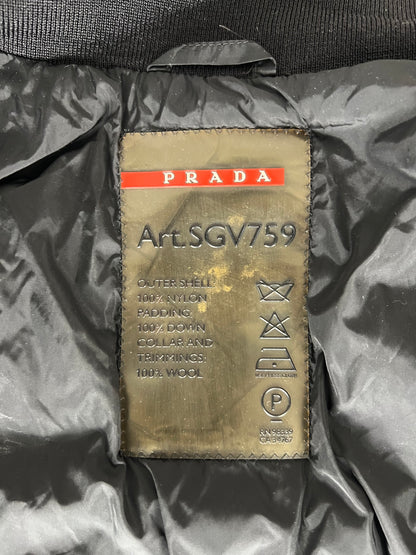 PRADA
Art.SGV759
OUTER SHELL:
100% NYLON
PADDING:
100% DOWN
COLLAR AND
TRIMMINGS:
100% WOOL
P